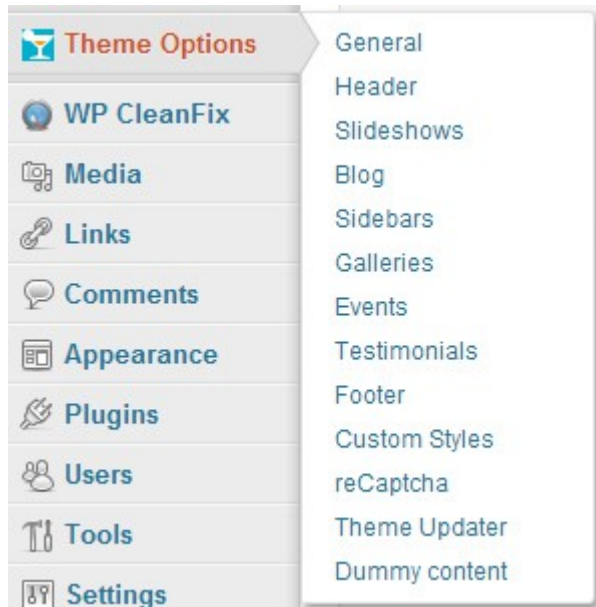 Theme Options
WP CleanFix
Media
Links
Comments
Appearance
Plugins
Users
Tools
Settings
General
Header
Slideshows
Blog
Sidebars
Galleries
Events
Testimonials
Footer
Custom Styles
reCaptcha
Theme Updater
Dummy content